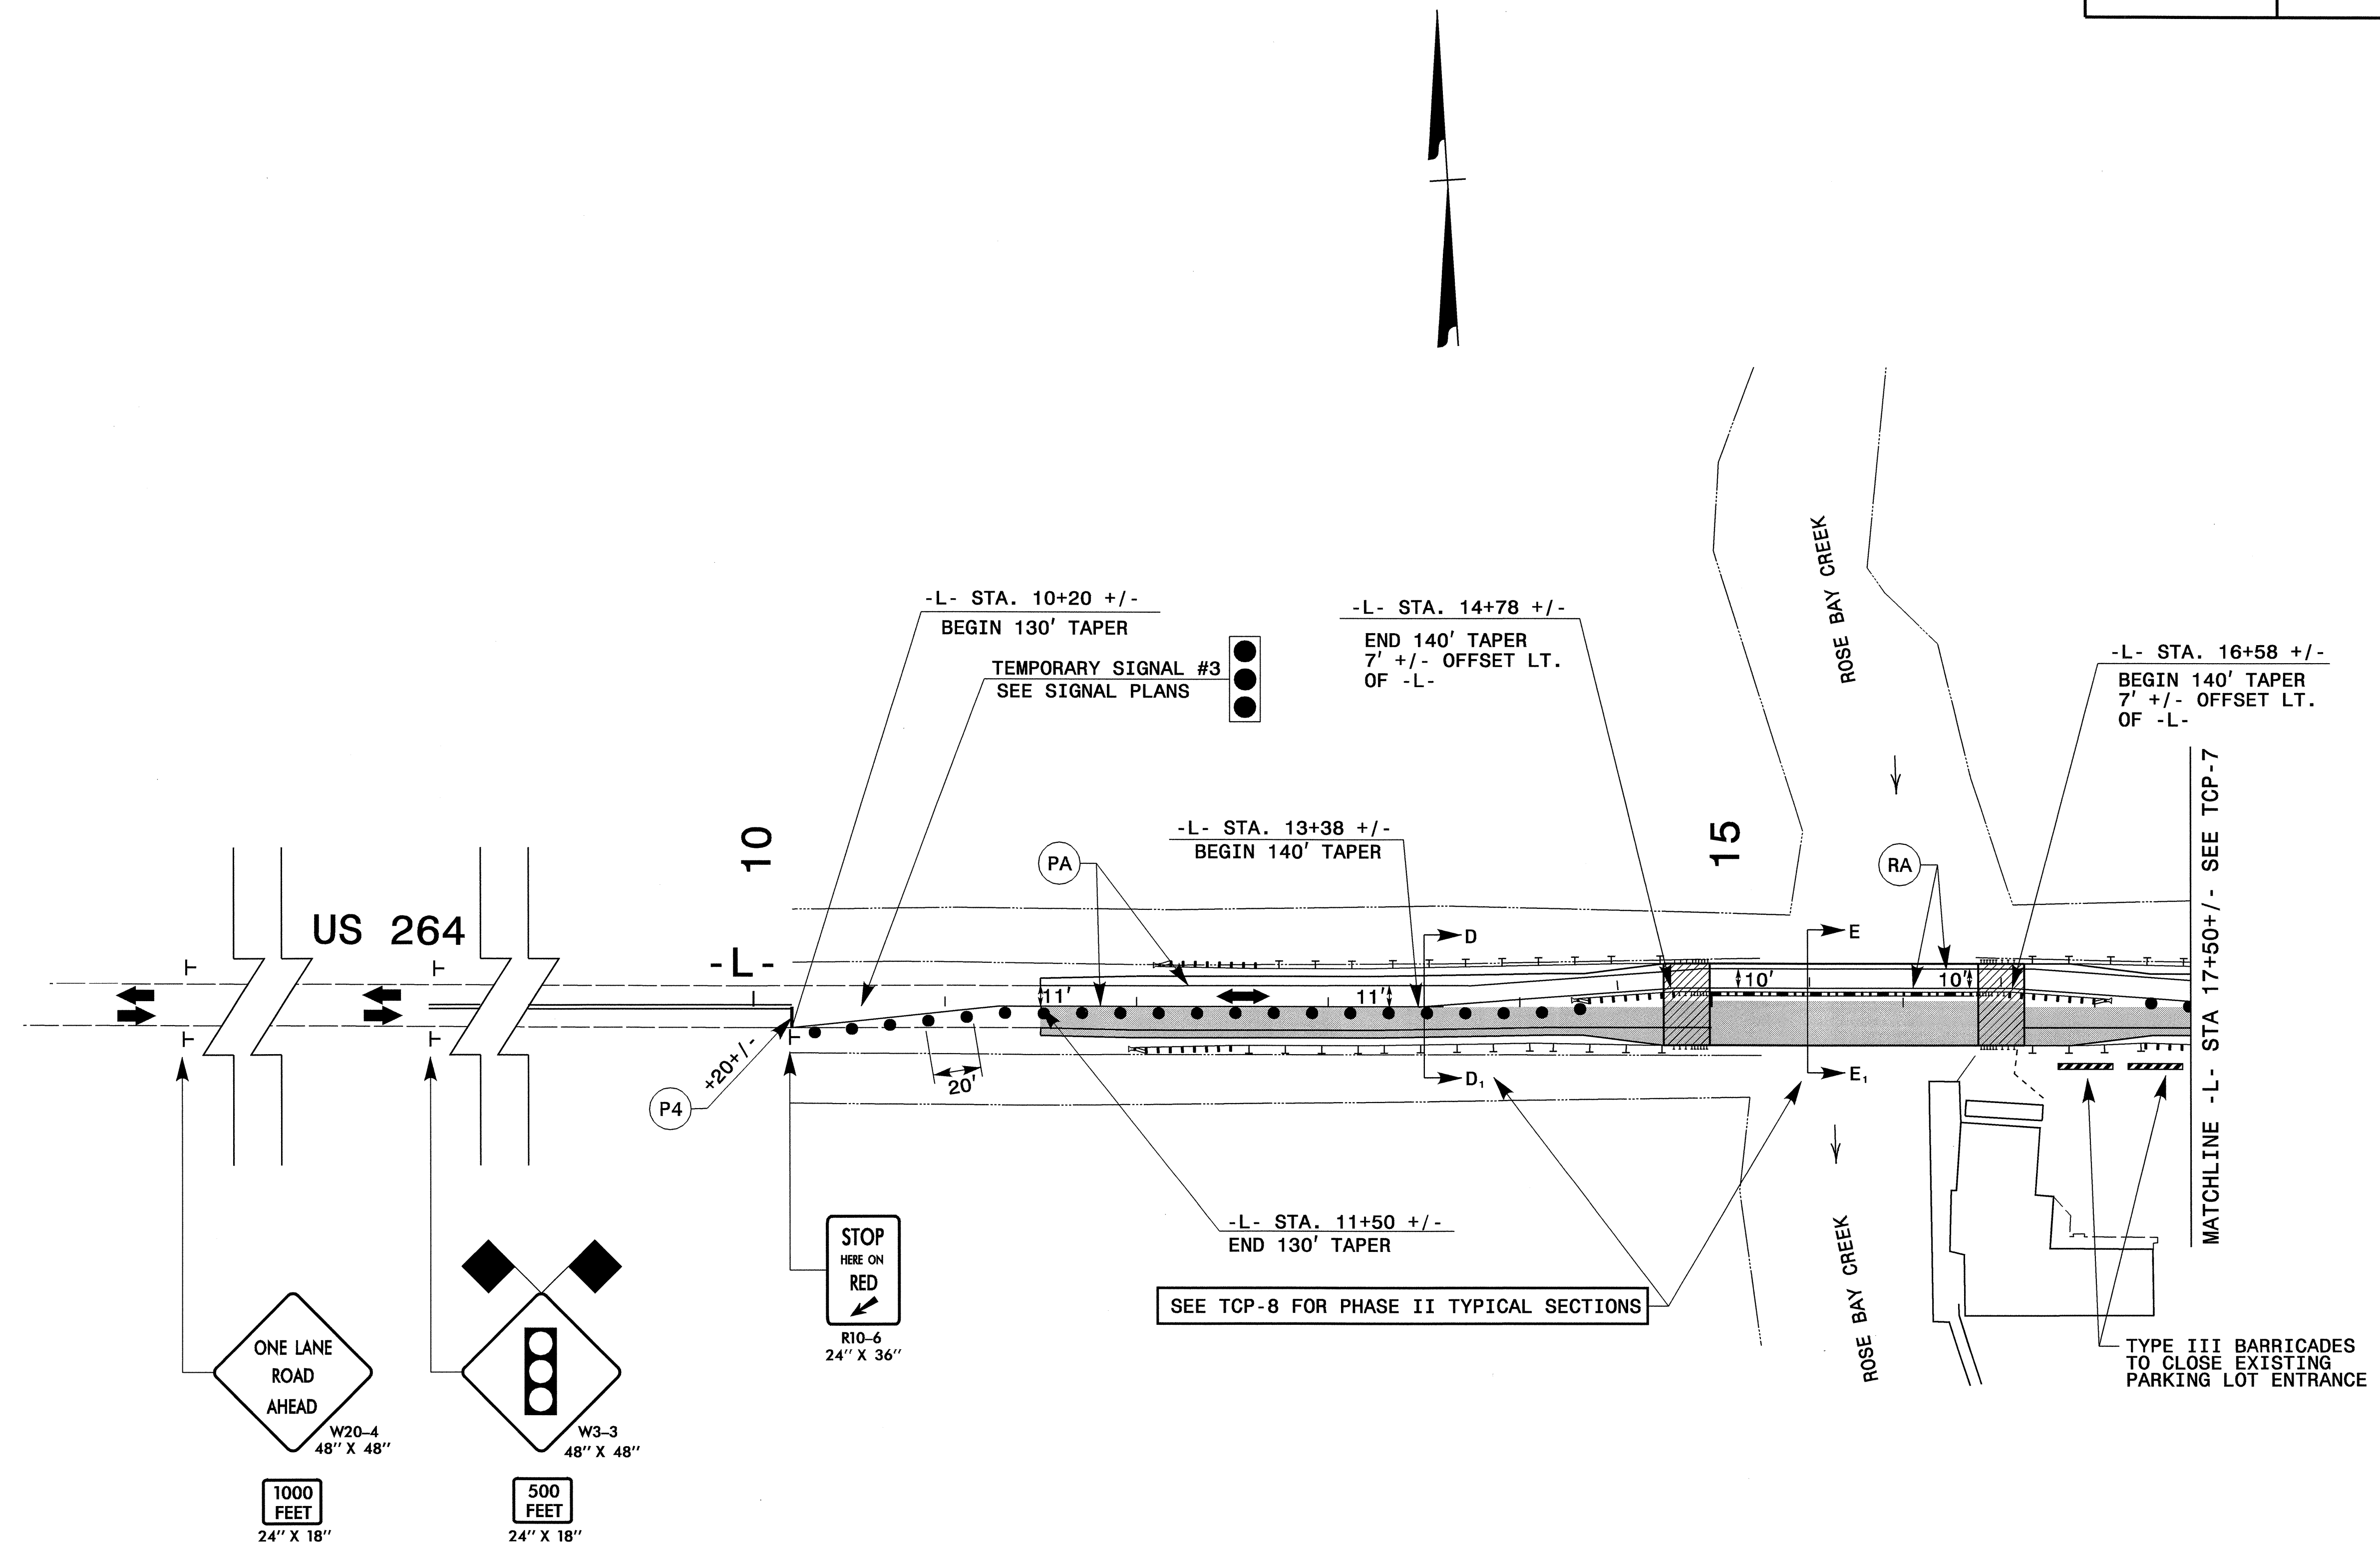 -L- STA. 10+20 +/-
BEGIN 130' TAPER
TEMPORARY SIGNAL #3
SEE SIGNAL PLANS
-L- STA. 14+78 +/-
END 140' TAPER
7' +/- OFFSET LT.
OF -L-
ROSE BAY CREEK
-L- STA. 16+58 +/-
BEGIN 140' TAPER
7' +/- OFFSET LT.
OF -L-
MATCHLINE -L- STA 17+50+/- SEE TCP-7
10
PA
-L- STA. 13+38 +/-
BEGIN 140' TAPER
15
RA
US 264
-L-
D
E
11'
11'
10'
10'
+20+/-
P4
20'
D1
E1
-L- STA. 11+50 +/-
END 130' TAPER
SEE TCP-8 FOR PHASE II TYPICAL SECTIONS
ROSE BAY CREEK
STOP
HERE ON
RED
R10-6
24" X 36"
ONE LANE
ROAD
AHEAD
W20-4
48" X 48"
W3-3
48" X 48"
1000
FEET
24" X 18"
500
FEET
24" X 18"
TYPE III BARRICADES
TO CLOSE EXISTING
PARKING LOT ENTRANCE